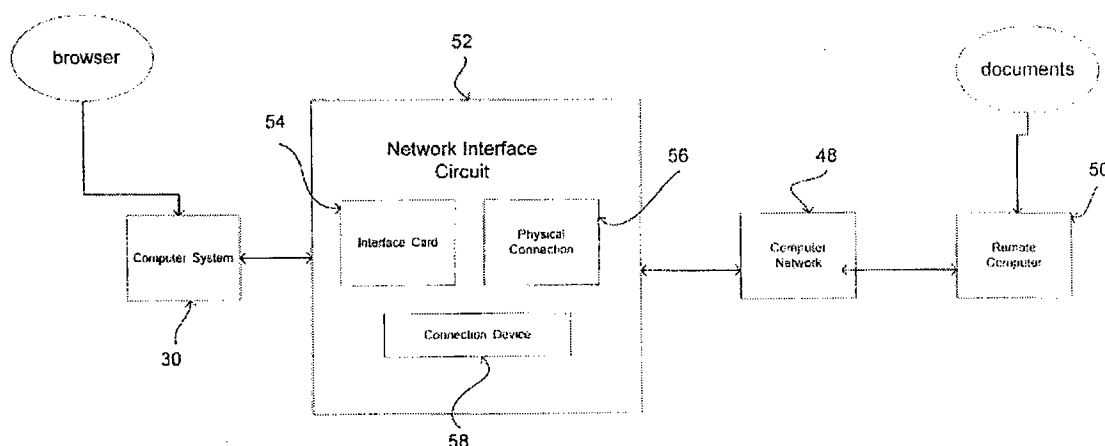 browser
52
documents
54
Network Interface
Circuit
56
48
50
Interface Card
Physical
Connection
Computer System
Computer
Network
Remote
Computer
Connection Device
30
58